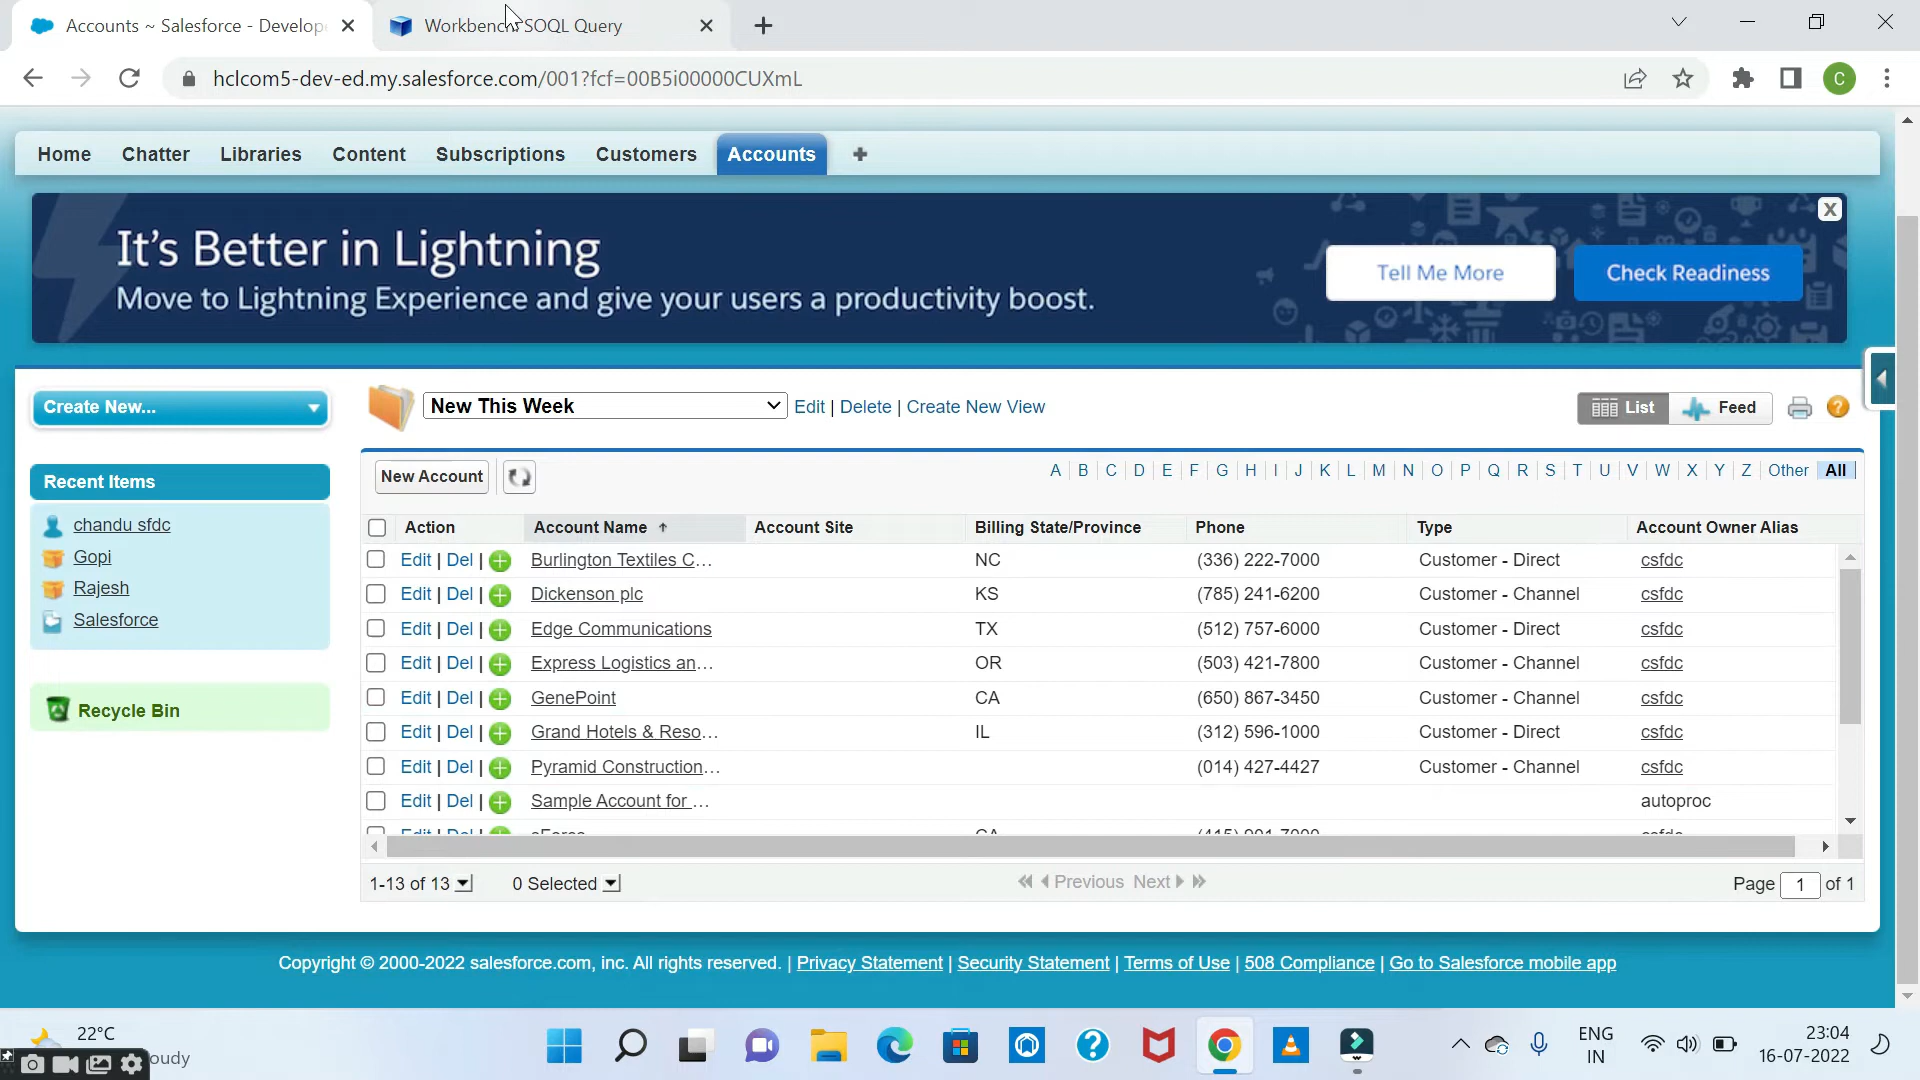 Accounts ~ Salesforce - Develope
Workbench SOQL Query
hclcom5-dev-ed.my.salesforce.com/001?fcf=00B5i00000CUXmL
C
Home Chatter Libraries Content Subscriptions Customers Accounts
It's Better in Lightning
Move to Lightning Experience and give your users a productivity boost.
Tell Me More
Check Readiness
X
Create New...
New This Week
Edit | Delete | Create New View
List Feed
Recent Items
chandu sfdc
Gopi
Rajesh
Salesforce
Recycle Bin
New Account
A | B | C | D | E | F | G | H | I | J | K | L | M | N | O | P | Q | R | S | T | U | V | W | X | Y | Z | Other | All
Action Account Name Account Site Billing State/Province Phone Type Account Owner Alias
Edit | Del | Burlington Textiles C... NC (336) 222-7000 Customer - Direct csfdc
Edit | Del | Dickenson plc KS (785) 241-6200 Customer - Channel csfdc
Edit | Del | Edge Communications TX (512) 757-6000 Customer - Direct csfdc
Edit | Del | Express Logistics an... OR (503) 421-7800 Customer - Channel csfdc
Edit | Del | GenePoint CA (650) 867-3450 Customer - Channel csfdc
Edit | Del | Grand Hotels & Reso... IL (312) 596-1000 Customer - Direct csfdc
Edit | Del | Pyramid Construction... (014) 427-4427 Customer - Channel csfdc
Edit | Del | Sample Account for ... autoproc
1-13 of 13 0 Selected Previous Next Page 1 of 1
Copyright © 2000-2022 salesforce.com, inc. All rights reserved. | Privacy Statement | Security Statement | Terms of Use | 508 Compliance | Go to Salesforce mobile app
22°C
oudy
ENG
IN
23:04
16-07-2022